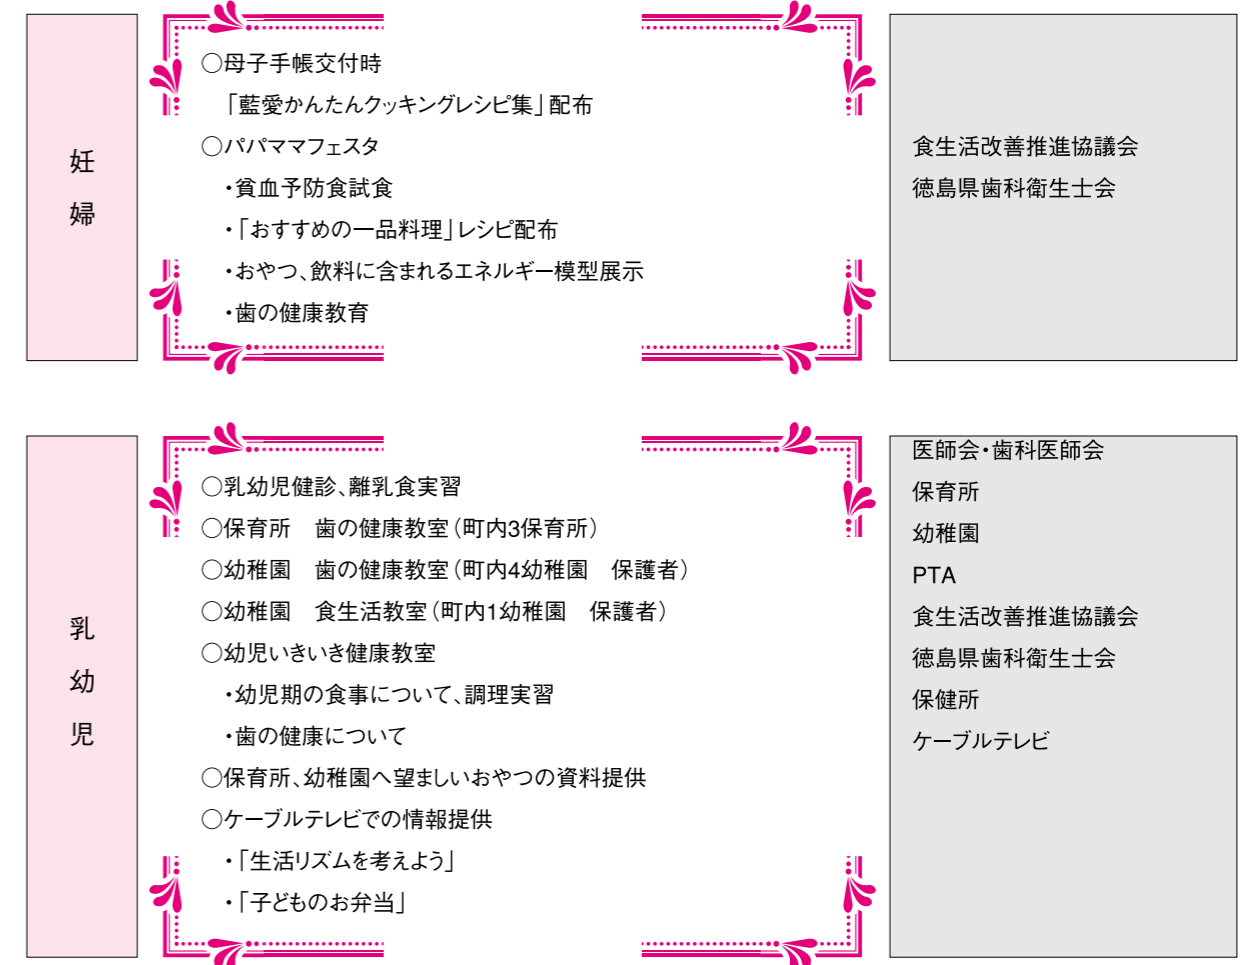 妊婦
○母子手帳交付時
「藍愛かんたんクッキングレシピ集」配布
○パパママフェスタ
・貧血予防食試食
・「おすすめの一品料理」レシピ配布
・おやつ、飲料に含まれるエネルギー模型展示
・歯の健康教育
食生活改善推進協議会
徳島県歯科衛生士会
乳幼児
○乳幼児健診、離乳食実習
○保育所　歯の健康教室（町内3保育所）
○幼稚園　歯の健康教室（町内4幼稚園　保護者）
○幼稚園　食生活教室（町内1幼稚園　保護者）
○幼児いきいき健康教室
・幼児期の食事について、調理実習
・歯の健康について
○保育所、幼稚園へ望ましいおやつの資料提供
○ケーブルテレビでの情報提供
・「生活リズムを考えよう」
・「子どものお弁当」
医師会・歯科医師会
保育所
幼稚園
PTA
食生活改善推進協議会
徳島県歯科衛生士会
保健所
ケーブルテレビ